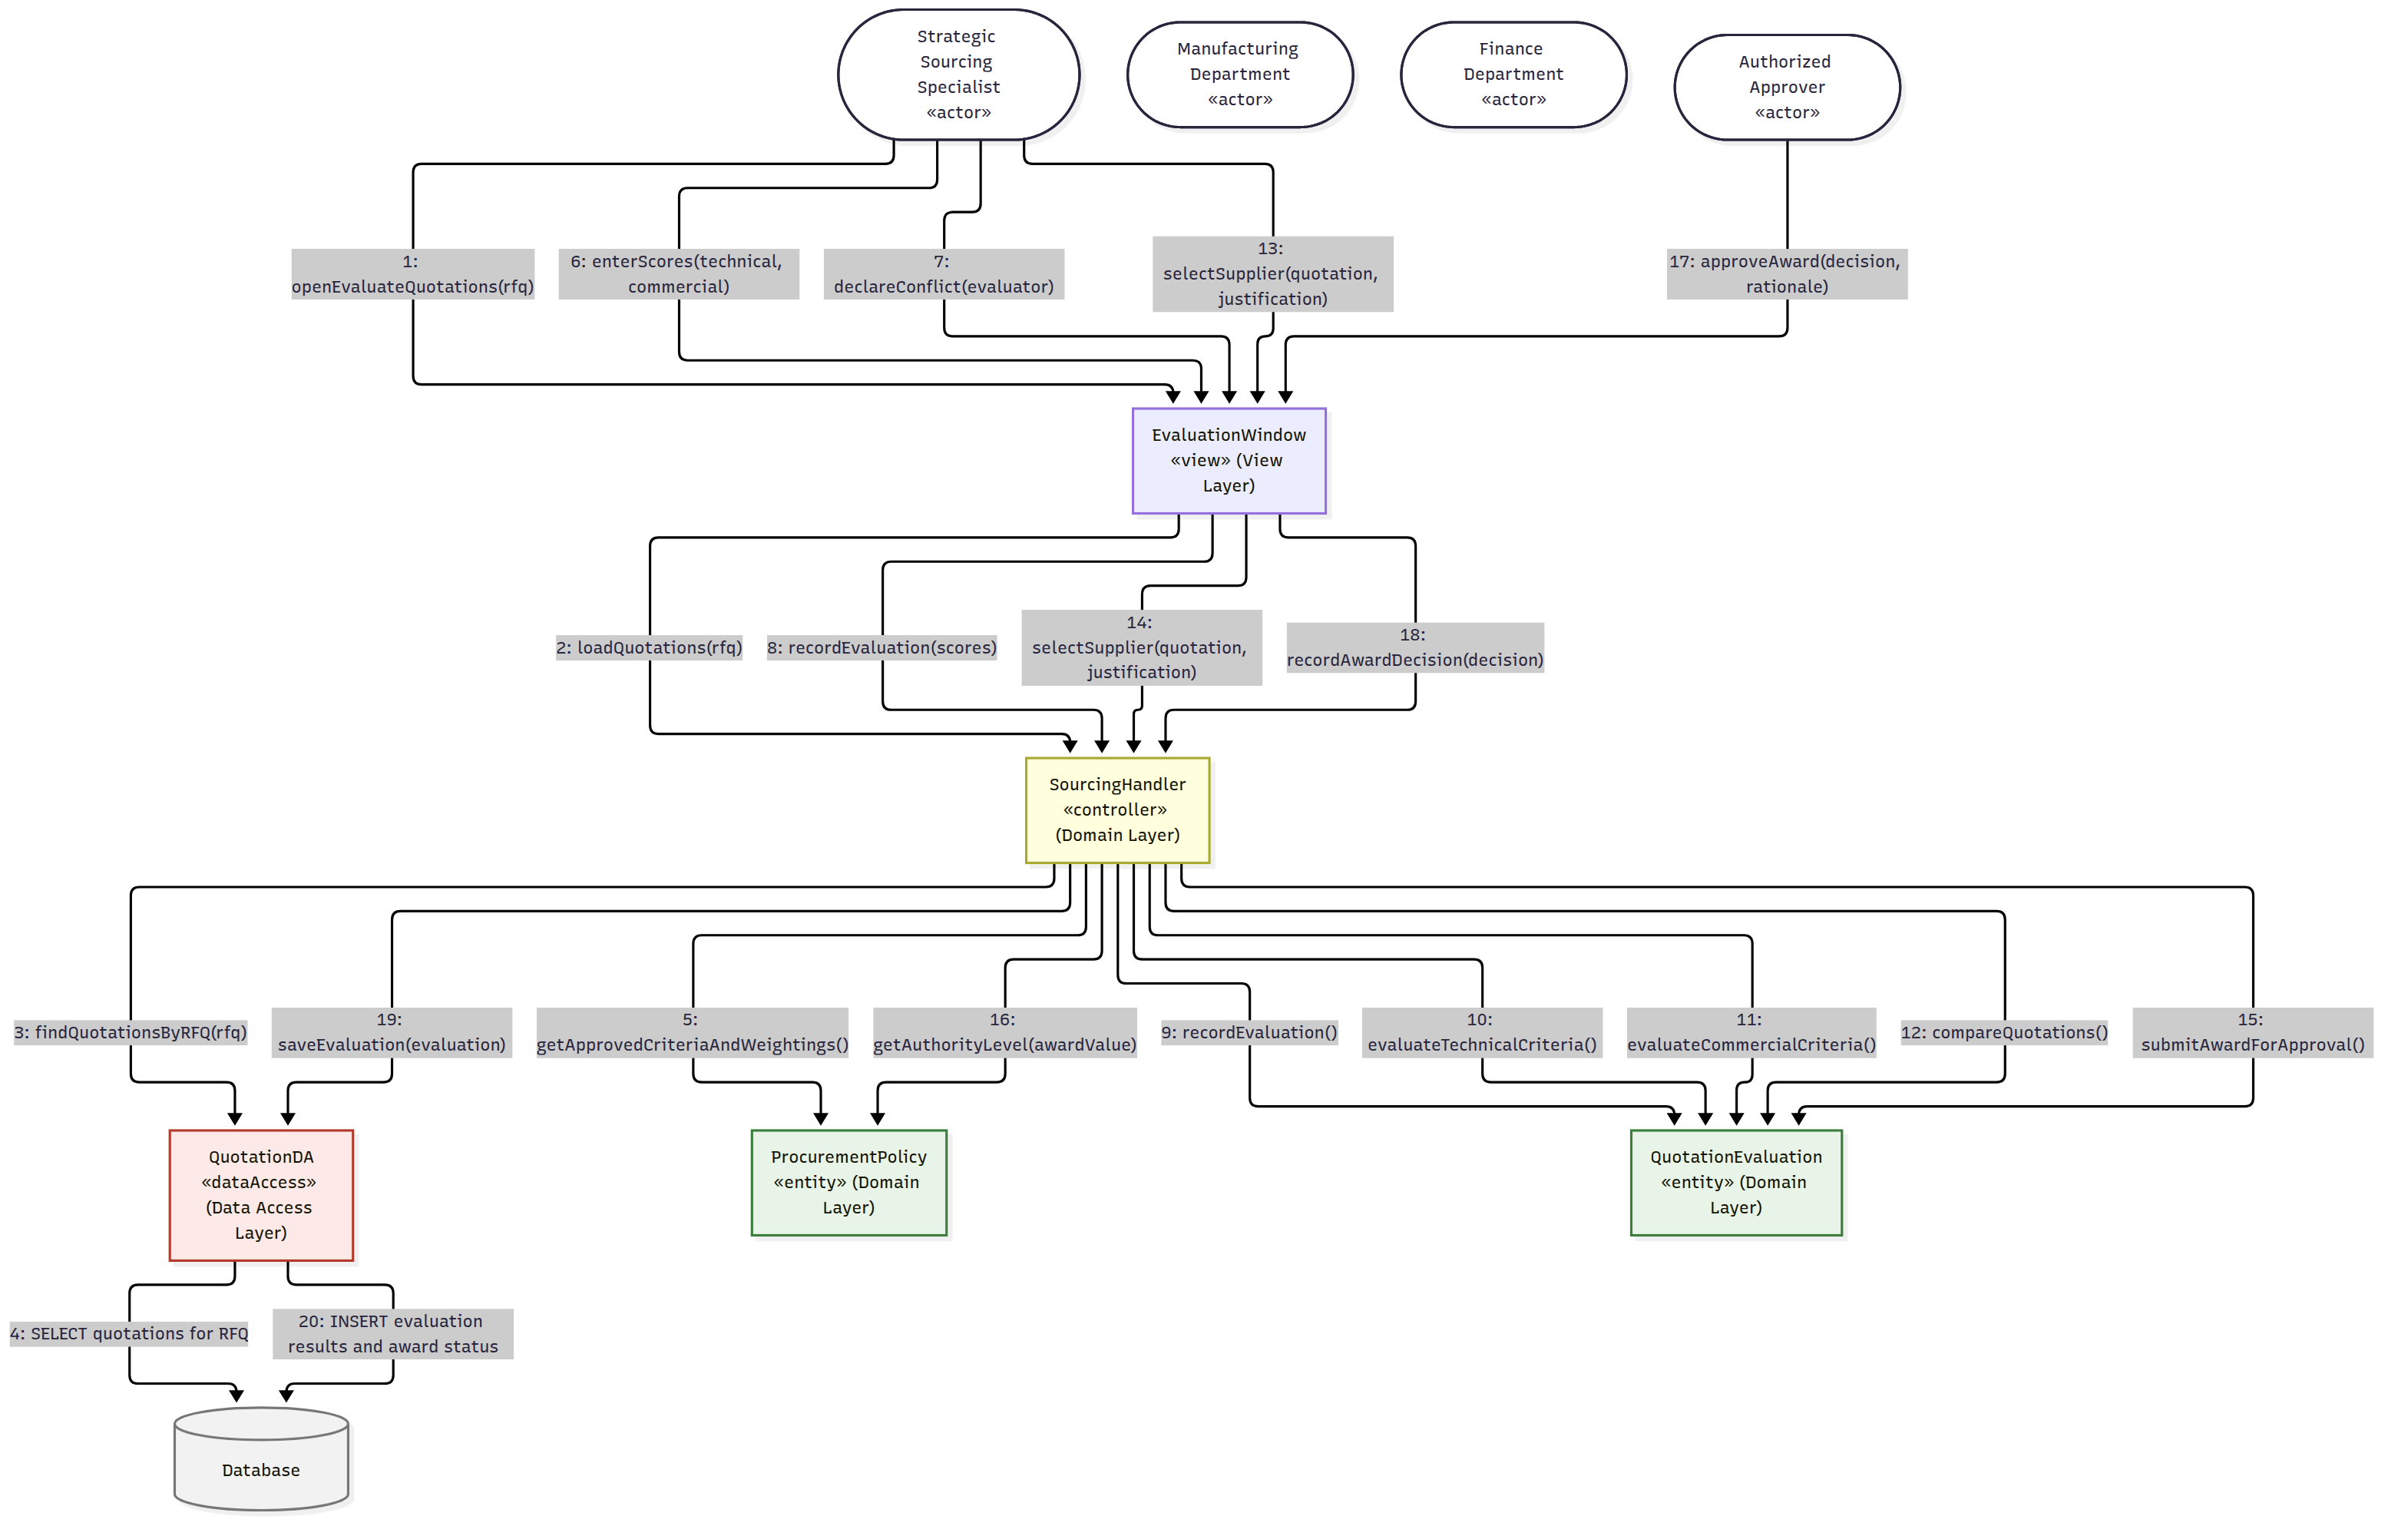 Strategic
Sourcing
Specialist
«actor»
Manufacturing
Department
«actor»
Finance
Department
«actor»
Authorized
Approver
«actor»
1:
openEvaluateQuotations(rfq)
6: enterScores(technical,
commercial)
7:
declareConflict(evaluator)
13:
selectSupplier(quotation,
justification)
17: approveAward(decision,
rationale)
EvaluationWindow
«view» (View
Layer)
2: loadQuotations(rfq)
8: recordEvaluation(scores)
14:
selectSupplier(quotation,
justification)
18:
recordAwardDecision(decision)
SourcingHandler
«controller»
(Domain Layer)
3: findQuotationsByRFQ(rfq)
19:
saveEvaluation(evaluation)
5:
getApprovedCriteriaAndWeightings()
16:
getAuthorityLevel(awardValue)
9: recordEvaluation()
10:
evaluateTechnicalCriteria()
11:
evaluateCommercialCriteria()
12: compareQuotations()
15:
submitAwardForApproval()
QuotationDA
«dataAccess»
(Data Access
Layer)
ProcurementPolicy
«entity» (Domain
Layer)
QuotationEvaluation
«entity» (Domain
Layer)
4: SELECT quotations for RFQ
20: INSERT evaluation
results and award status
Database